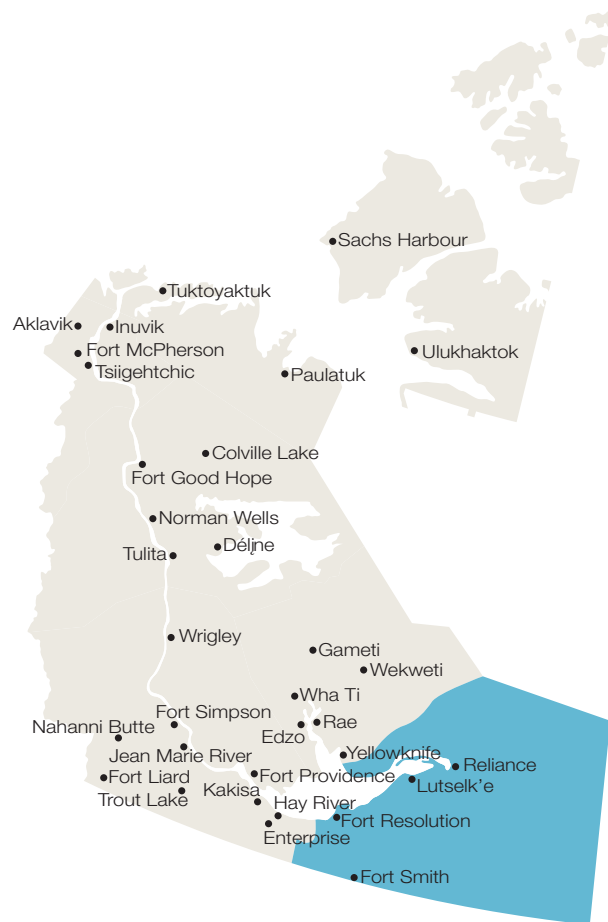 Sachs Harbour
Tuktoyaktuk
Aklavik
Inuvik
Ulukhaktok
Fort McPherson
Tsiigehtchic
Paulatuk
Colville Lake
Fort Good Hope
Norman Wells
Délįne
Tulita
Wrigley
Gameti
Wekweti
Wha Ti
Fort Simpson
Rae
Nahanni Butte
Edzo
Jean Marie River
Yellowknife
Reliance
Fort Liard
Fort Providence
Lutselk’e
Trout Lake
Kakisa
Hay River
Fort Resolution
Enterprise
Fort Smith